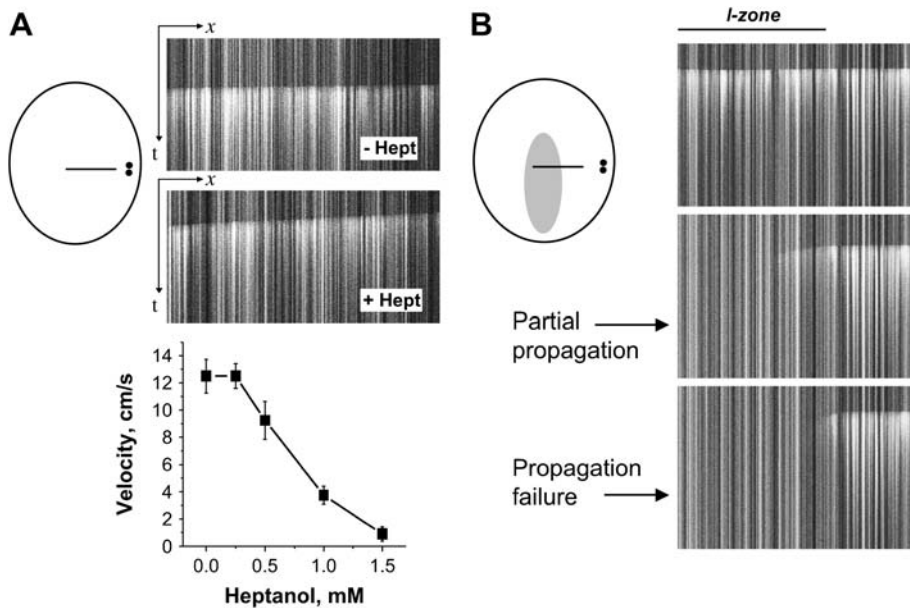 A
x
t
- Hept
x
t
+ Hept
14
12
10
8
6
4
2
0
Velocity, cm/s
0.0 0.5 1.0 1.5
Heptanol, mM
B
I-zone
Partial
propagation
Propagation
failure